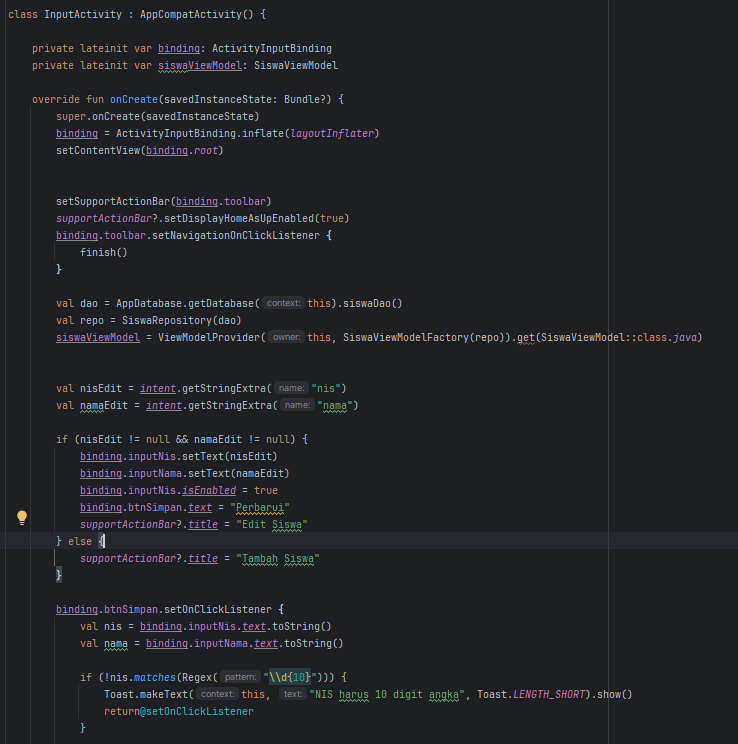 class InputActivity : AppCompatActivity() {
private lateinit var binding: ActivityInputBinding
private lateinit var siswaViewModel: SiswaViewModel
override fun onCreate(savedInstanceState: Bundle?) {
super.onCreate(savedInstanceState)
binding = ActivityInputBinding.inflate(layoutInflater)
setContentView(binding.root)
setSupportActionBar(binding.toolbar)
supportActionBar?.setDisplayHomeAsUpEnabled(true)
binding.toolbar.setNavigationOnClickListener {
finish()
}
val dao = AppDatabase.getDatabase( context: this).siswaDao()
val repo = SiswaRepository(dao)
siswaViewModel = ViewModelProvider( owner: this, SiswaViewModelFactory(repo)).get(SiswaViewModel::class.java)
val nisEdit = intent.getStringExtra( name: "nis")
val namaEdit = intent.getStringExtra( name: "nama")
if (nisEdit != null && namaEdit != null) {
binding.inputNis.setText(nisEdit)
binding.inputNama.setText(namaEdit)
binding.inputNis.isEnabled = true
binding.btnSimpan.text = "Perbarui"
supportActionBar?.title = "Edit Siswa"
} else {
supportActionBar?.title = "Tambah Siswa"
}
binding.btnSimpan.setOnClickListener {
val nis = binding.inputNis.text.toString()
val nama = binding.inputNama.text.toString()
if (!nis.matches(Regex( pattern: "\\d{10}"))) {
Toast.makeText( context: this, text: "NIS harus 10 digit angka", Toast.LENGTH_SHORT).show()
return@setOnClickListener
}